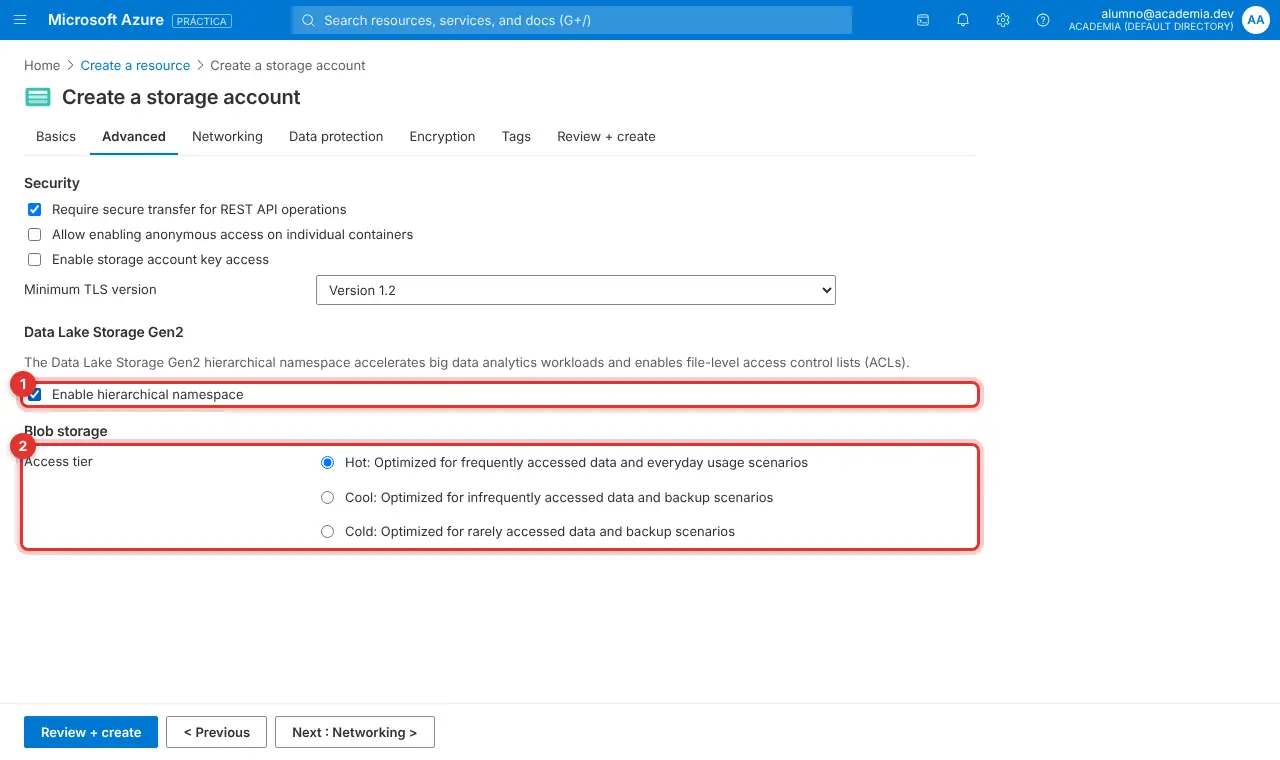 Microsoft Azure PRÁCTICA Search resources, services, and docs (G+/) alumno@academia.dev
ACADEMIA (DEFAULT DIRECTORY) AA
Home > Create a resource > Create a storage account
Create a storage account
Basics Advanced Networking Data protection Encryption Tags Review + create
Security
Require secure transfer for REST API operations
Allow enabling anonymous access on individual containers
Enable storage account key access
Minimum TLS version Version 1.2
Data Lake Storage Gen2
The Data Lake Storage Gen2 hierarchical namespace accelerates big data analytics workloads and enables file-level access control lists (ACLs).
1 Enable hierarchical namespace
Blob storage
2
Access tier Hot: Optimized for frequently accessed data and everyday usage scenarios
Cool: Optimized for infrequently accessed data and backup scenarios
Cold: Optimized for rarely accessed data and backup scenarios
Review + create < Previous Next : Networking >